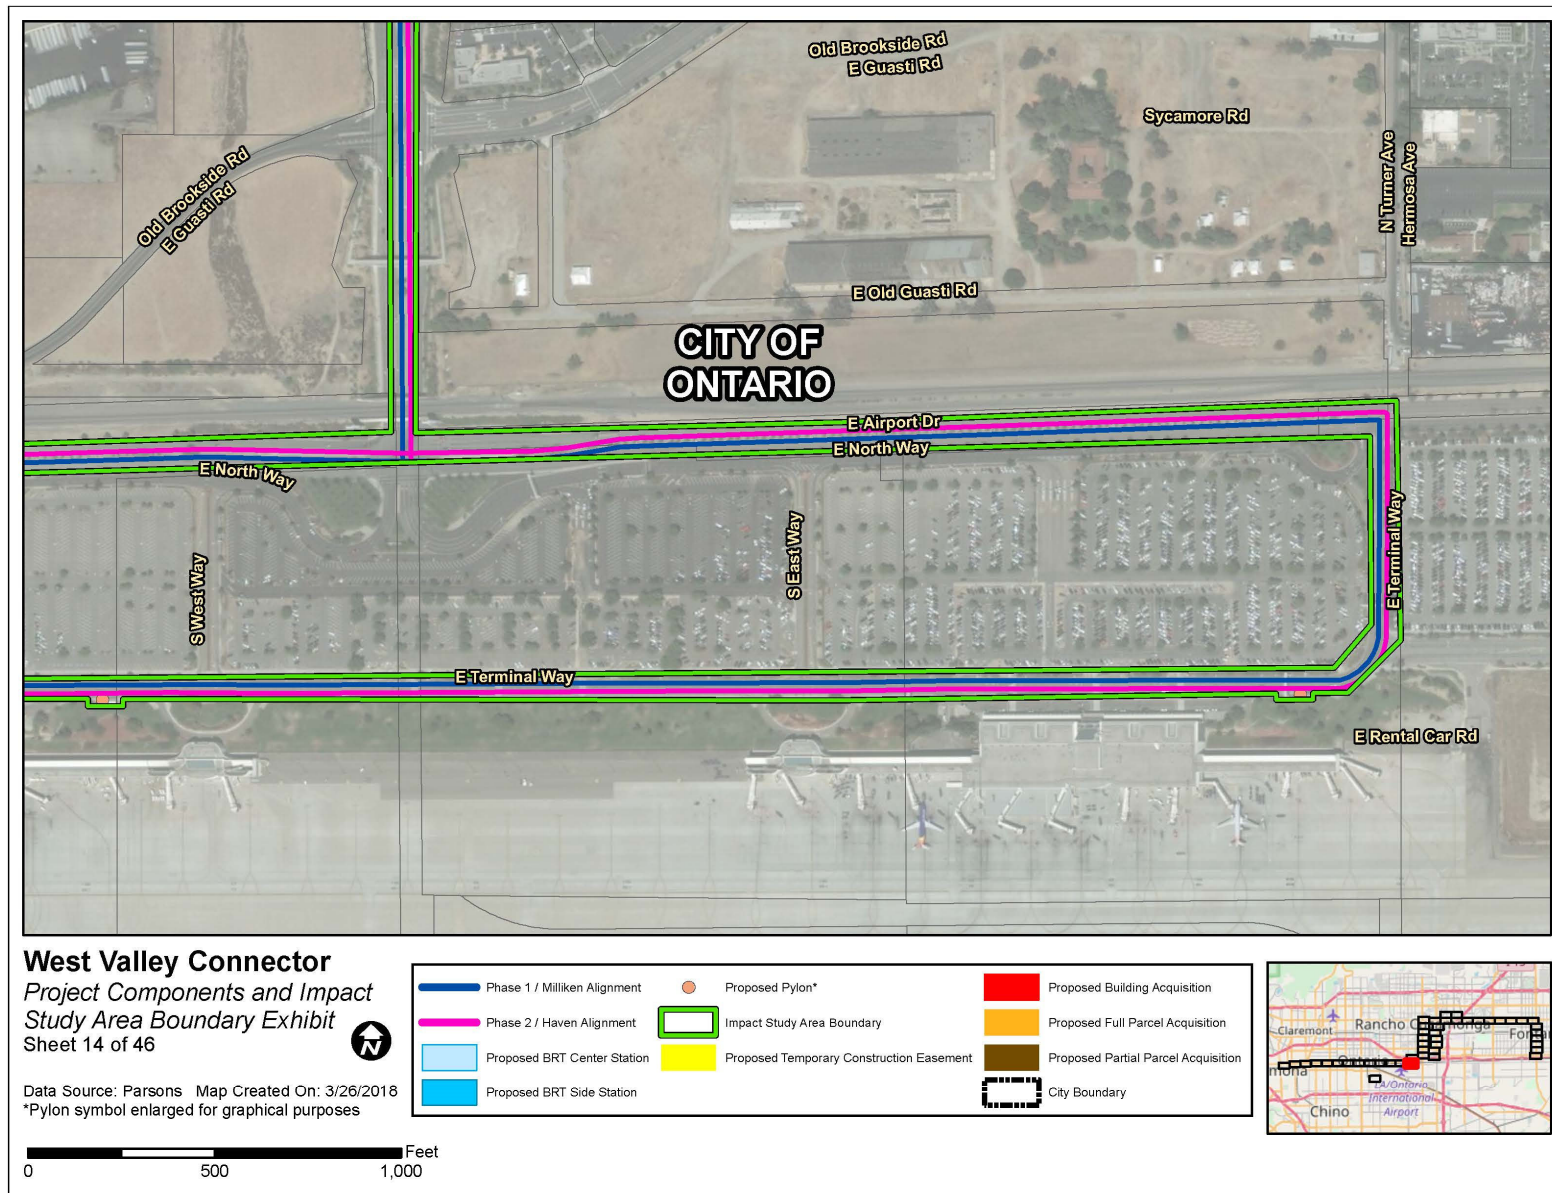 Old Brookside Rd
E Guasti Rd
Sycamore Rd
N Turner Ave
Hermosa Ave
Old Brookside Rd
E Guasti Rd
E Old Guasti Rd
CITY OF
ONTARIO
E Airport Dr
E North Way
E North Way
S West Way
S East Way
E Terminal Way
E Terminal Way
E Rental Car Rd
West Valley Connector
Project Components and Impact
Study Area Boundary Exhibit
Sheet 14 of 46
N
Data Source: Parsons Map Created On: 3/26/2018
*Pylon symbol enlarged for graphical purposes
0 500 1,000 Feet
Phase 1 / Milliken Alignment
Phase 2 / Haven Alignment
Proposed BRT Center Station
Proposed BRT Side Station
Proposed Pylon*
Impact Study Area Boundary
Proposed Temporary Construction Easement
Proposed Building Acquisition
Proposed Full Parcel Acquisition
Proposed Partial Parcel Acquisition
City Boundary
Claremont
Rancho
Ontario
LA/Ontario
International
Airport
Chino